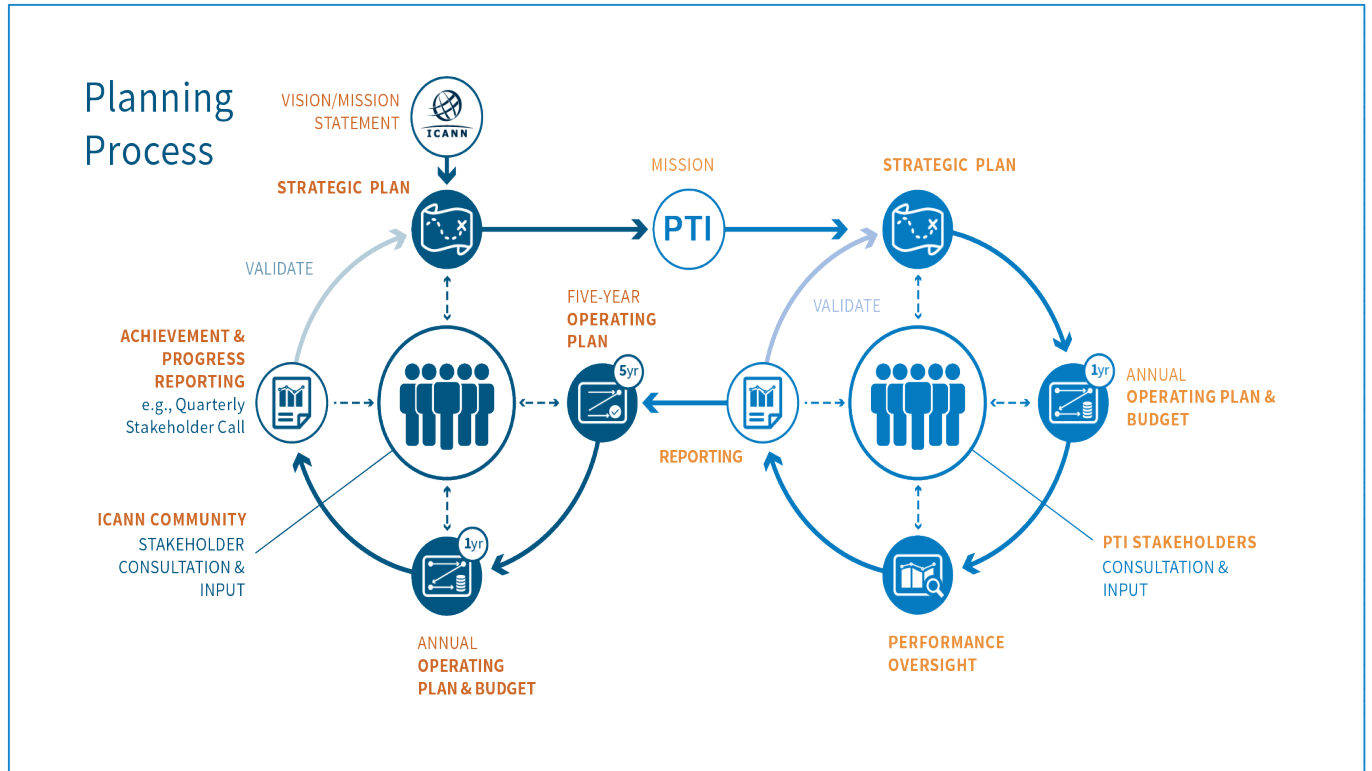 Planning
Process
VISION/MISSION
STATEMENT
ICANN
STRATEGIC PLAN
MISSION
PTI
STRATEGIC PLAN
VALIDATE
VALIDATE
FIVE-YEAR
OPERATING
PLAN
5yr
ACHIEVEMENT &
PROGRESS
REPORTING
e.g., Quarterly
Stakeholder Call
1yr
ANNUAL
OPERATING PLAN &
BUDGET
REPORTING
ICANN COMMUNITY
STAKEHOLDER
CONSULTATION &
INPUT
1yr
ANNUAL
OPERATING
PLAN & BUDGET
PTI STAKEHOLDERS
CONSULTATION &
INPUT
PERFORMANCE
OVERSIGHT